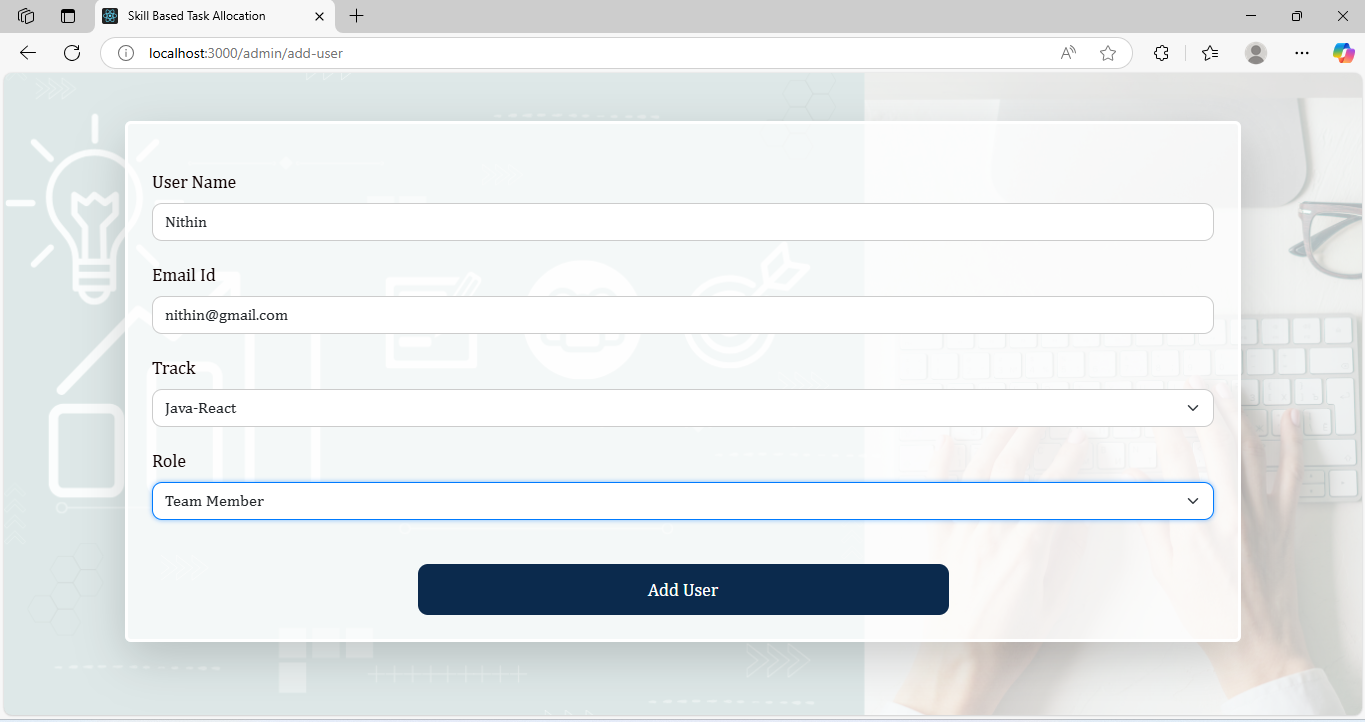 Skill Based Task Allocation
localhost:3000/admin/add-user
User Name
Nithin
Email Id
nithin@gmail.com
Track
Java-React
Role
Team Member
Add User